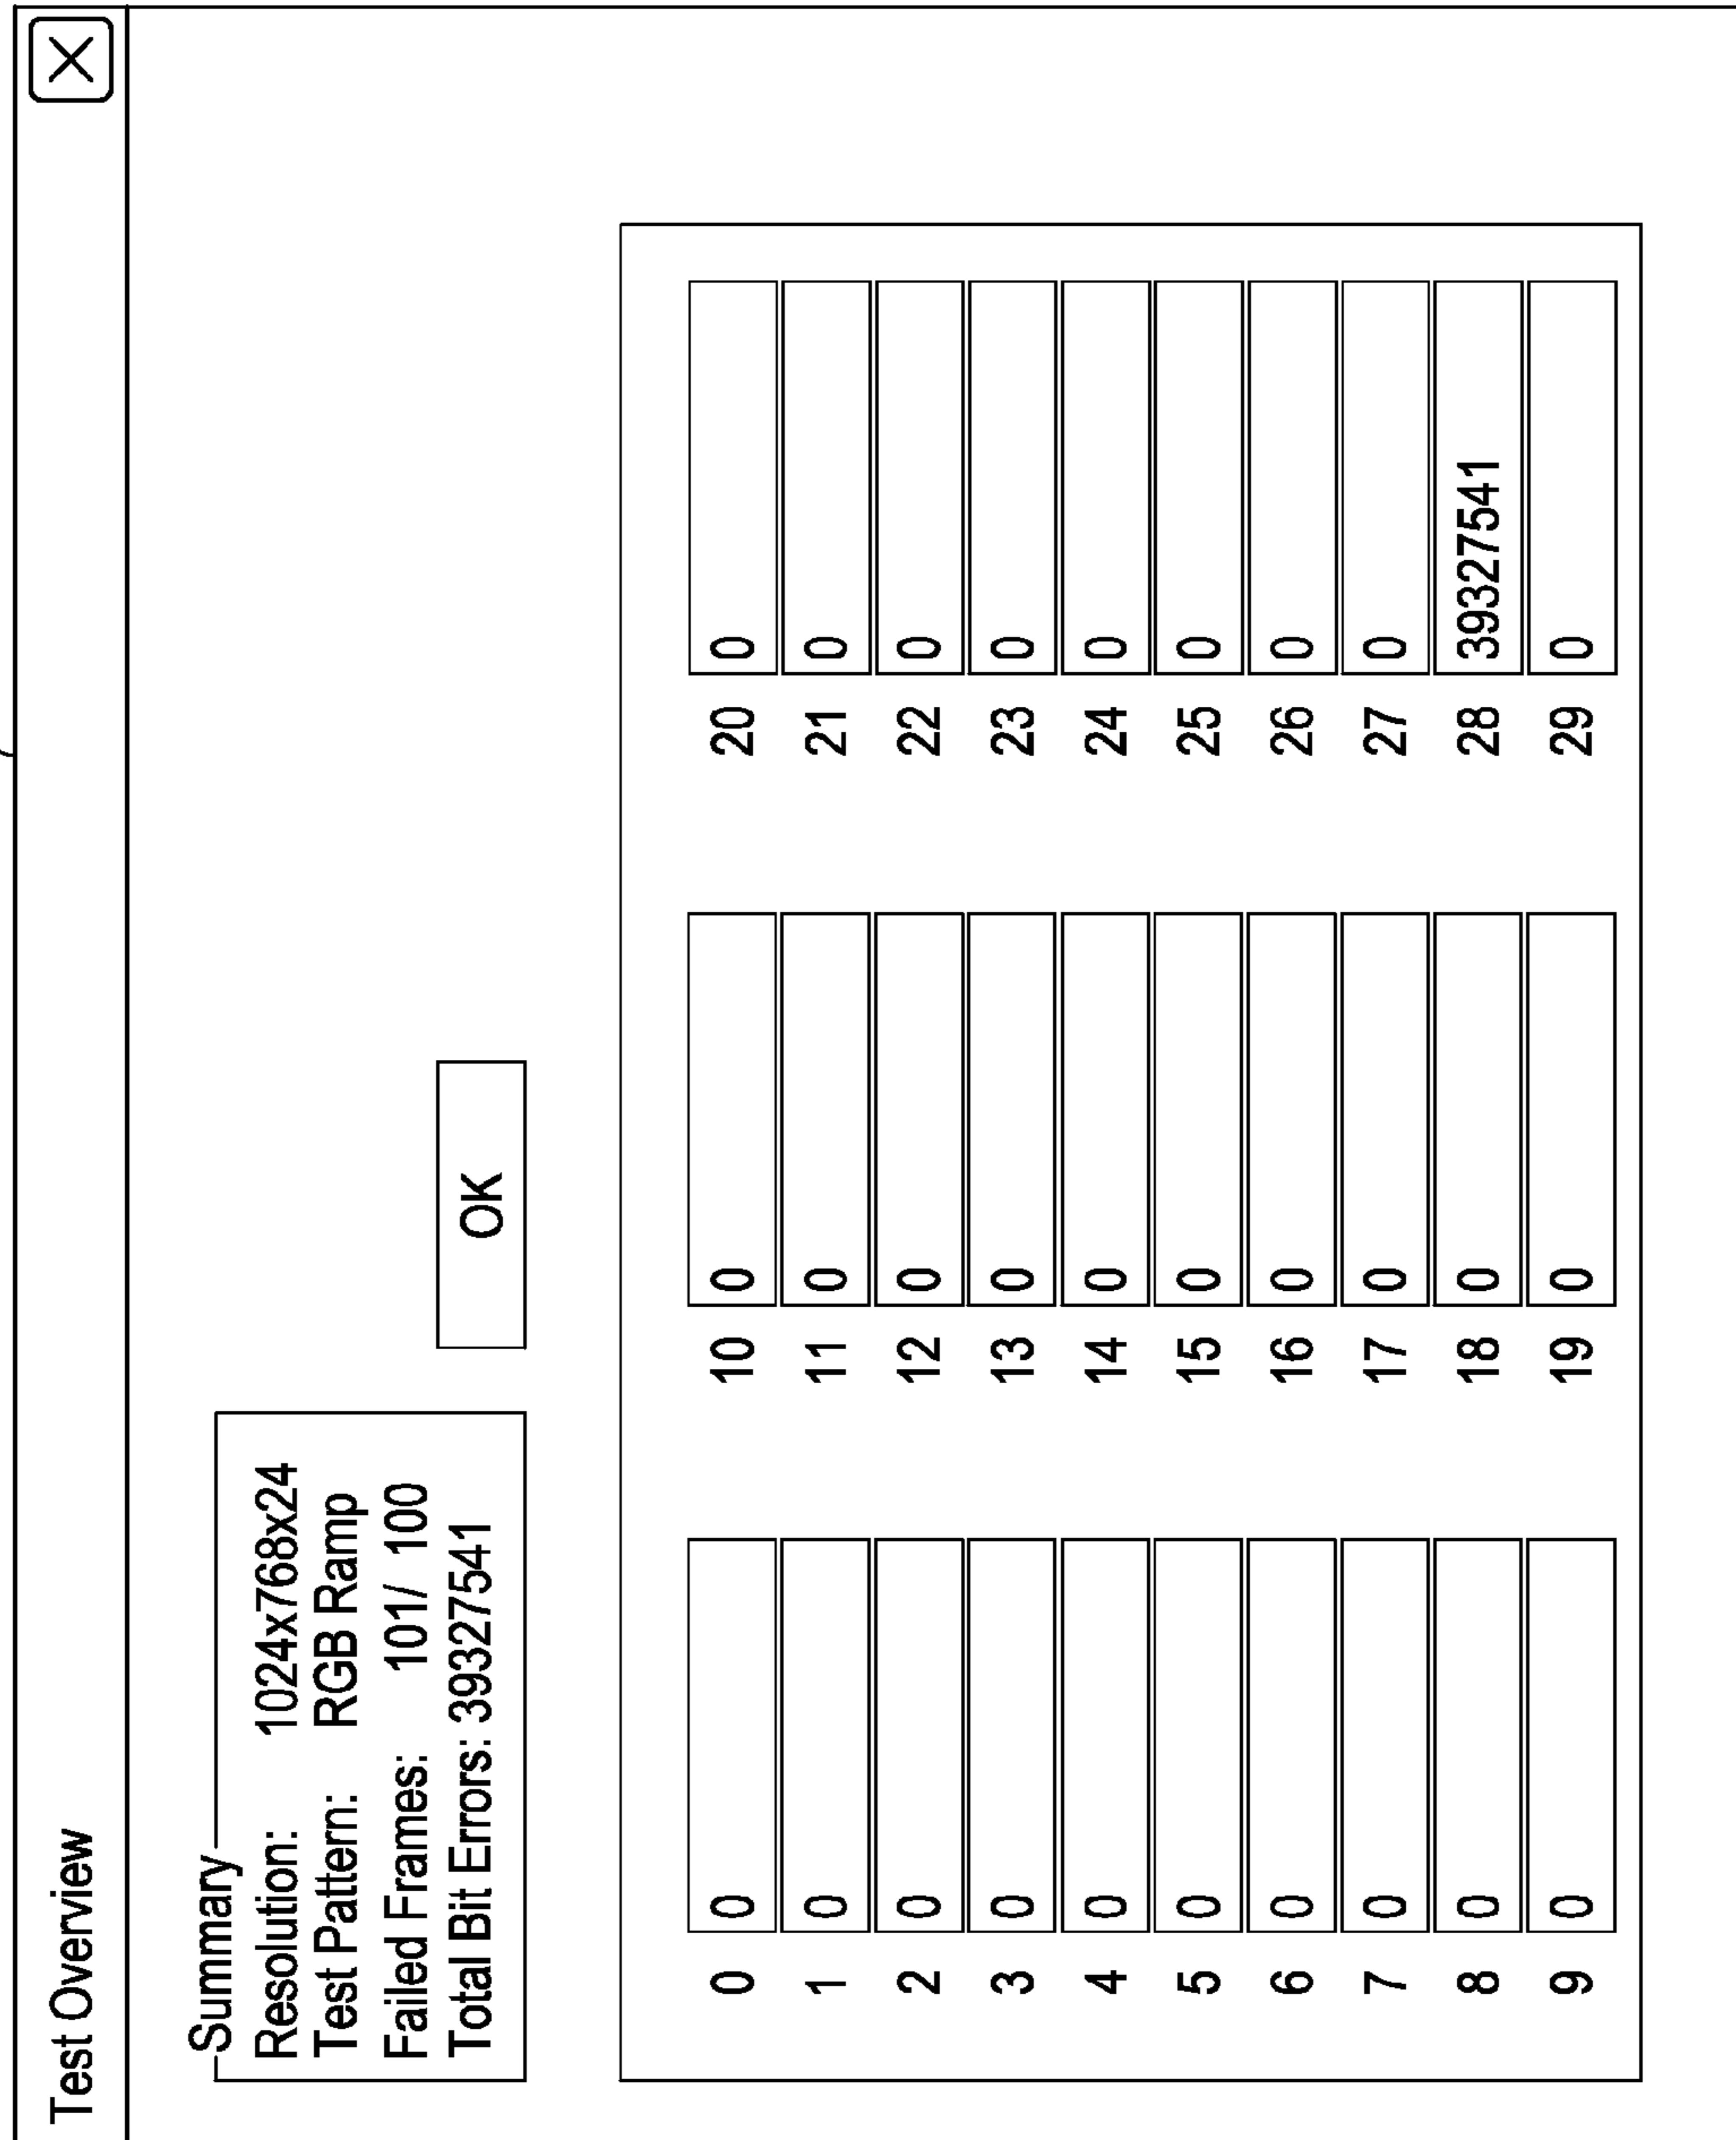 Test Overview
Summary
Resolution: 1024x768x24
Test Pattern: RGB Ramp
Failed Frames: 101/ 100
Total Bit Errors: 39327541
OK
0 0 10 0 20 0
1 0 11 0 21 0
2 0 12 0 22 0
3 0 13 0 23 0
4 0 14 0 24 0
5 0 15 0 25 0
6 0 16 0 26 0
7 0 17 0 27 0
8 0 18 0 28 39327541
9 0 19 0 29 0